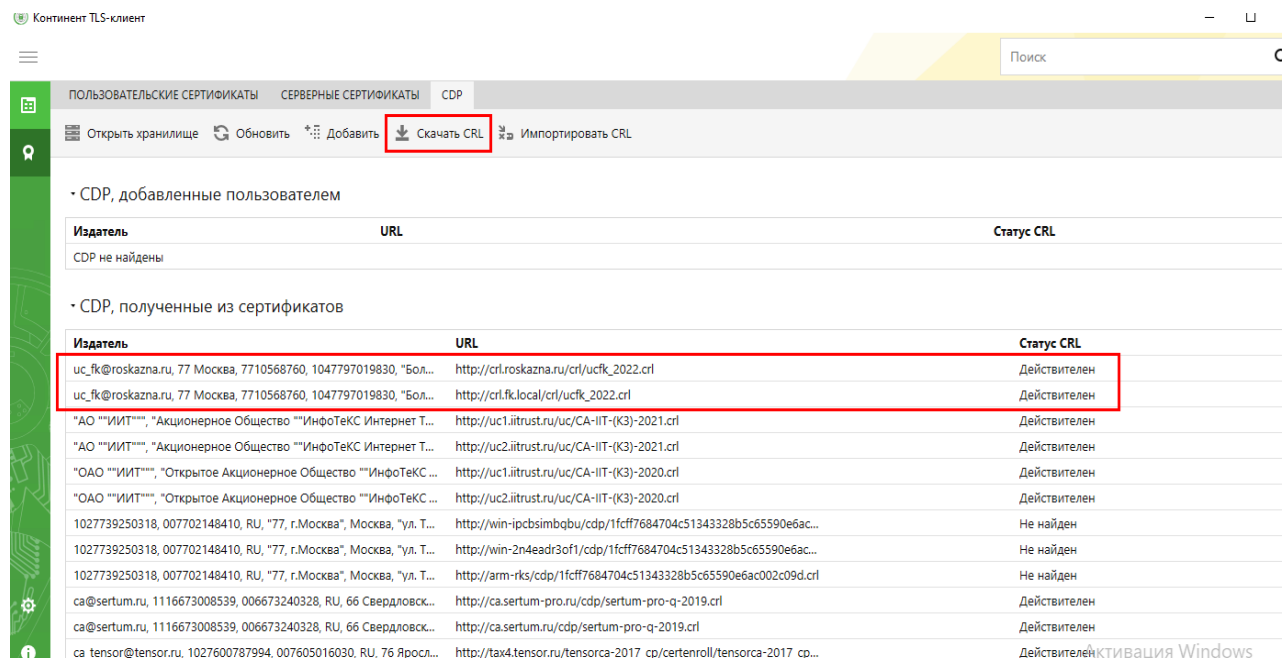 Континент TLS-клиент
Поиск
ПОЛЬЗОВАТЕЛЬСКИЕ СЕРТИФИКАТЫ СЕРВЕРНЫЕ СЕРТИФИКАТЫ CDP
Открыть хранилище Обновить Добавить Скачать CRL Импортировать CRL
CDP, добавленные пользователем
Издатель URL Статус CRL
CDP не найдены
CDP, полученные из сертификатов
Издатель URL Статус CRL
uc_fk@roskazna.ru, 77 Москва, 7710568760, 1047797019830, "Бол... http://crl.roskazna.ru/crl/ucfk_2022.crl Действителен
uc_fk@roskazna.ru, 77 Москва, 7710568760, 1047797019830, "Бол... http://crl.fk.local/crl/ucfk_2022.crl Действителен
"АО ""ИИТ""", "Акционерное Общество ""ИнфоТеКС Интернет Т... http://uc1.iitrust.ru/uc/CA-IIT-(K3)-2021.crl Действителен
"АО ""ИИТ""", "Акционерное Общество ""ИнфоТеКС Интернет Т... http://uc2.iitrust.ru/uc/CA-IIT-(K3)-2021.crl Действителен
"ОАО ""ИИТ""", "Открытое Акционерное Общество ""ИнфоТеКС ... http://uc1.iitrust.ru/uc/CA-IIT-(K3)-2020.crl Действителен
"ОАО ""ИИТ""", "Открытое Акционерное Общество ""ИнфоТеКС ... http://uc2.iitrust.ru/uc/CA-IIT-(K3)-2020.crl Действителен
1027739250318, 007702148410, RU, "77, г.Москва", Москва, "ул. Т... http://win-ipcbsimbqbu/cdp/1fcff7684704c51343328b5c65590e6ac... Не найден
1027739250318, 007702148410, RU, "77, г.Москва", Москва, "ул. Т... http://win-2n4eadr3of1/cdp/1fcff7684704c51343328b5c65590e6ac... Не найден
1027739250318, 007702148410, RU, "77, г.Москва", Москва, "ул. Т... http://arm-rks/cdp/1fcff7684704c51343328b5c65590e6ac002c09d.crl Не найден
ca@sertum.ru, 1116673008539, 006673240328, RU, 66 Свердловск... http://ca.sertum-pro.ru/cdp/sertum-pro-q-2019.crl Действителен
ca@sertum.ru, 1116673008539, 006673240328, RU, 66 Свердловск... http://ca.sertum.ru/cdp/sertum-pro-q-2019.crl Действителен
ca_tensor@tensor.ru, 1027600787994, 007605016030, RU, 76 Яросл... http://tax4.tensor.ru/tensorca-2017_cp/certenroll/tensorca-2017_cp... Действителен
Активация Windows